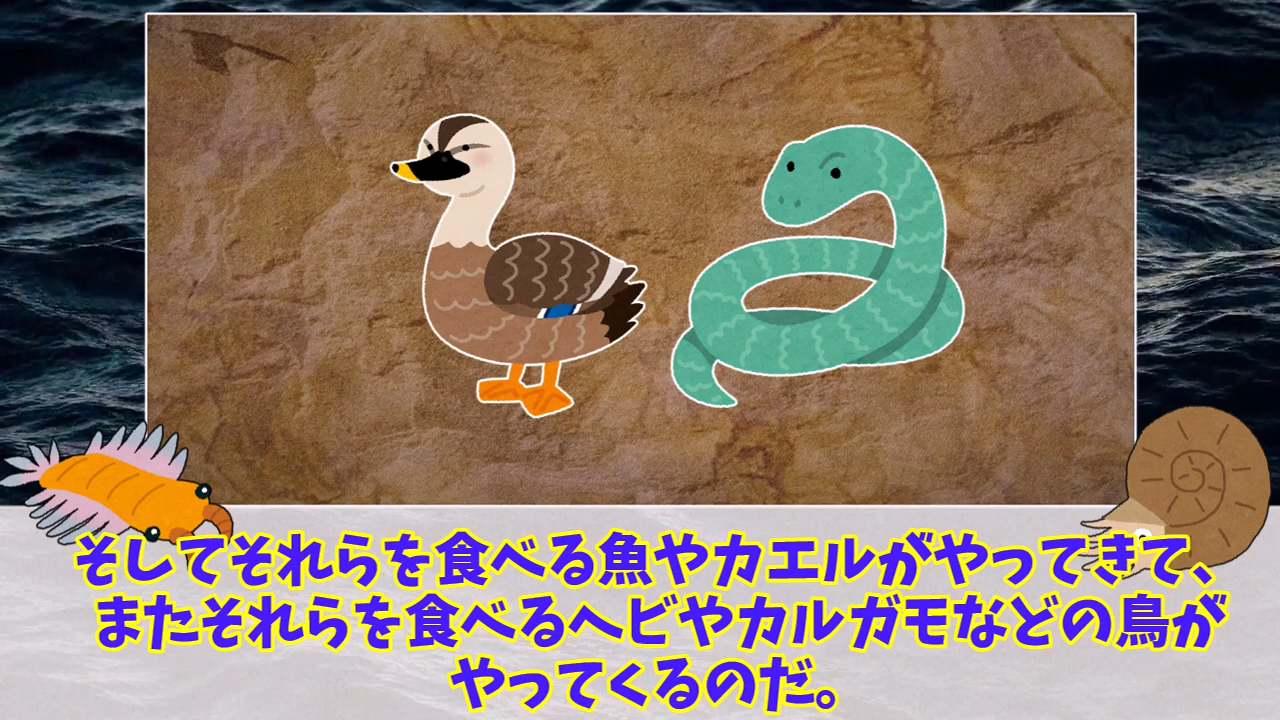 そしてそれらを食べる魚やカエルがやってきて、
またそれらを食べるヘビやカルガモなどの鳥が
やってくるのだ。